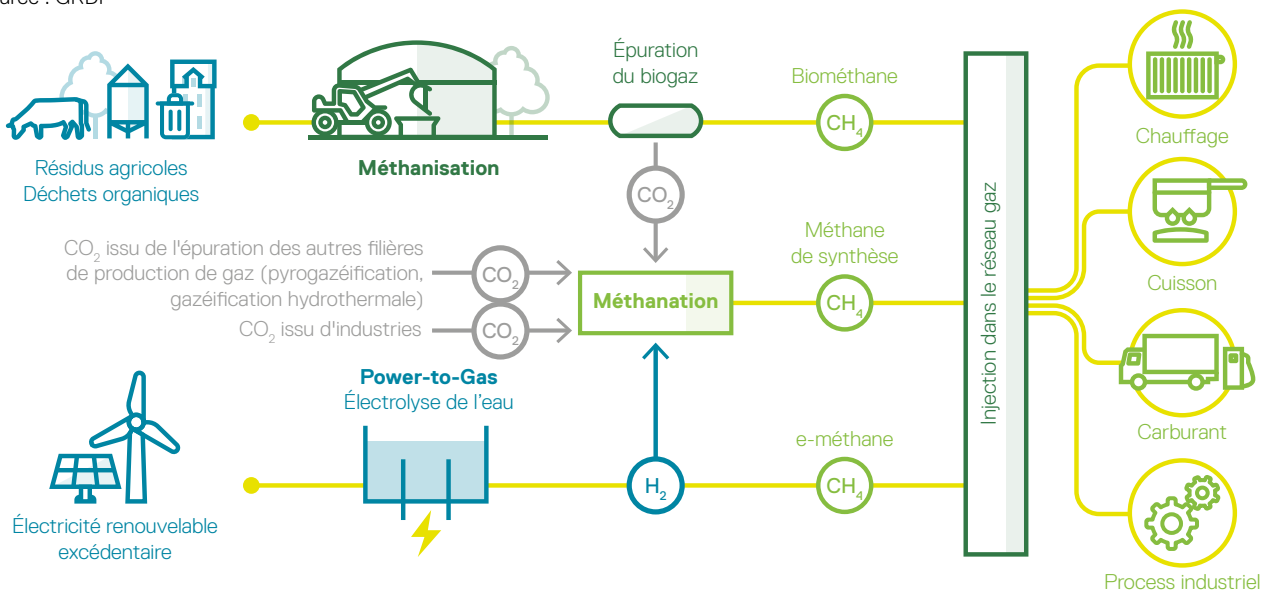 Épuration
du biogaz
Biométhane
CH4
Chauffage
Résidus agricoles
Déchets organiques
Méthanisation
CO2
CO2 issu de l'épuration des autres filières
de production de gaz (pyrogazéification,
gazéification hydrothermale)
CO2
CO2 issu d'industries
CO2
Méthanation
Méthane
de synthèse
CH4
Injection dans le réseau gaz
Cuisson
Power-to-Gas
Électrolyse de l'eau
H2
e-méthane
CH4
Carburant
Électricité renouvelable
excédentaire
Process industriel